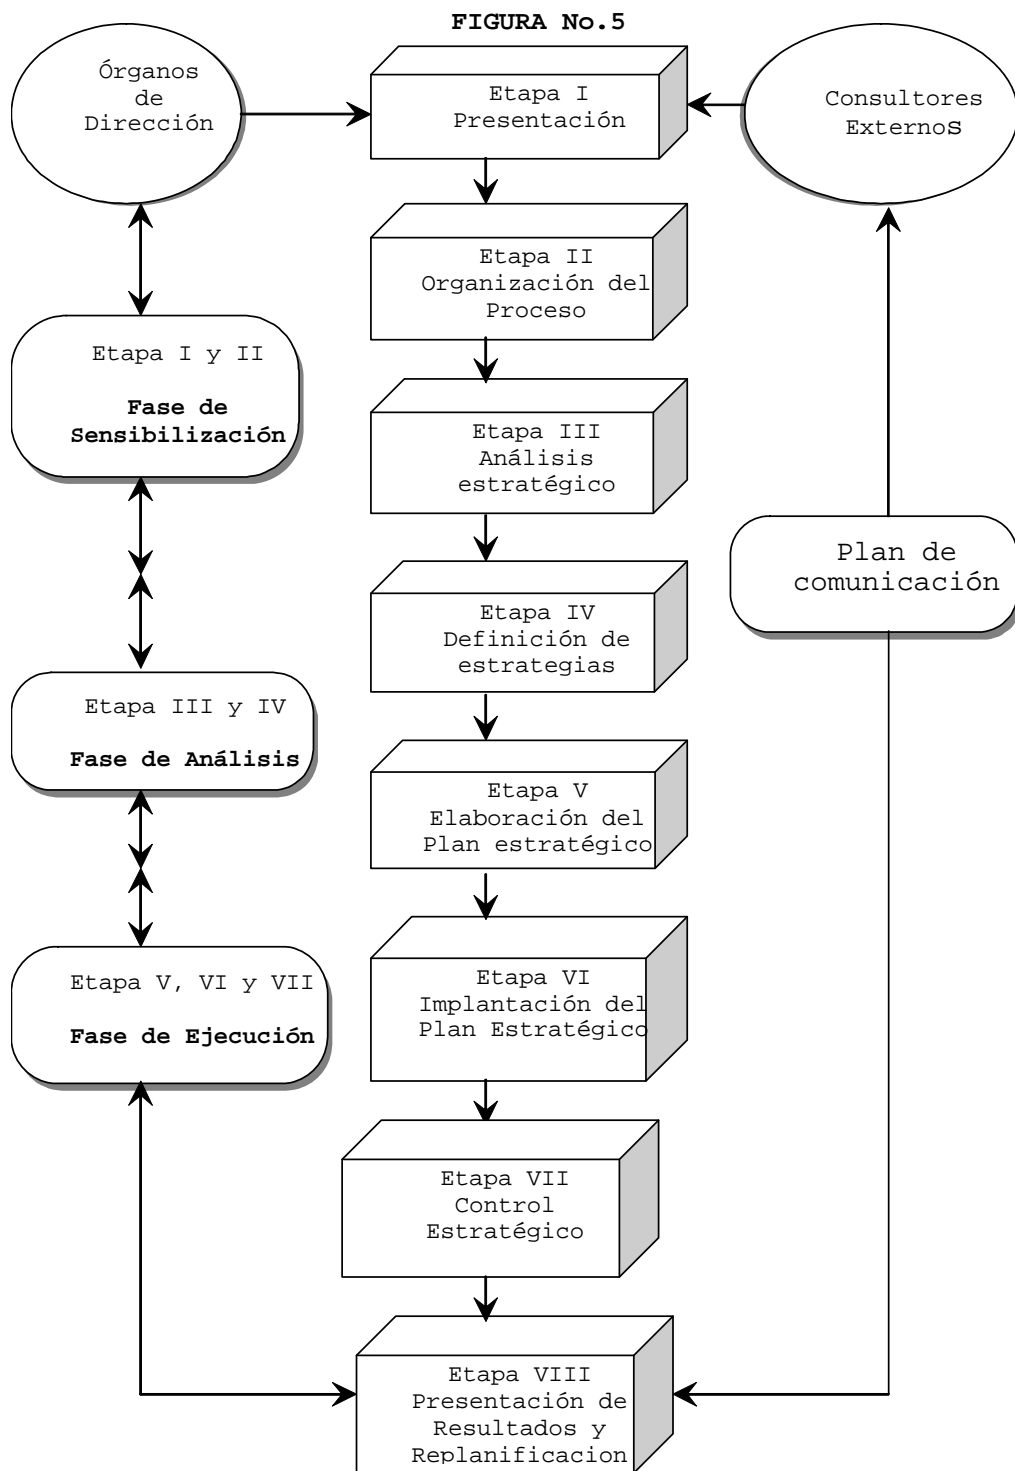 FIGURA No.5
Órganos
de
Dirección
Etapa I
Presentación
Consultores
Externos
Etapa II
Organización del
Proceso
Etapa I y II
Fase de
Sensibilización
Etapa III
Análisis
estratégico
Plan de
comunicación
Etapa IV
Definición de
estrategias
Etapa III y IV
Fase de Análisis
Etapa V
Elaboración del
Plan estratégico
Etapa VI
Implantación del
Plan Estratégico
Etapa V, VI y VII
Fase de Ejecución
Etapa VII
Control
Estratégico
Etapa VIII
Presentación de
Resultados y
Replanificacion